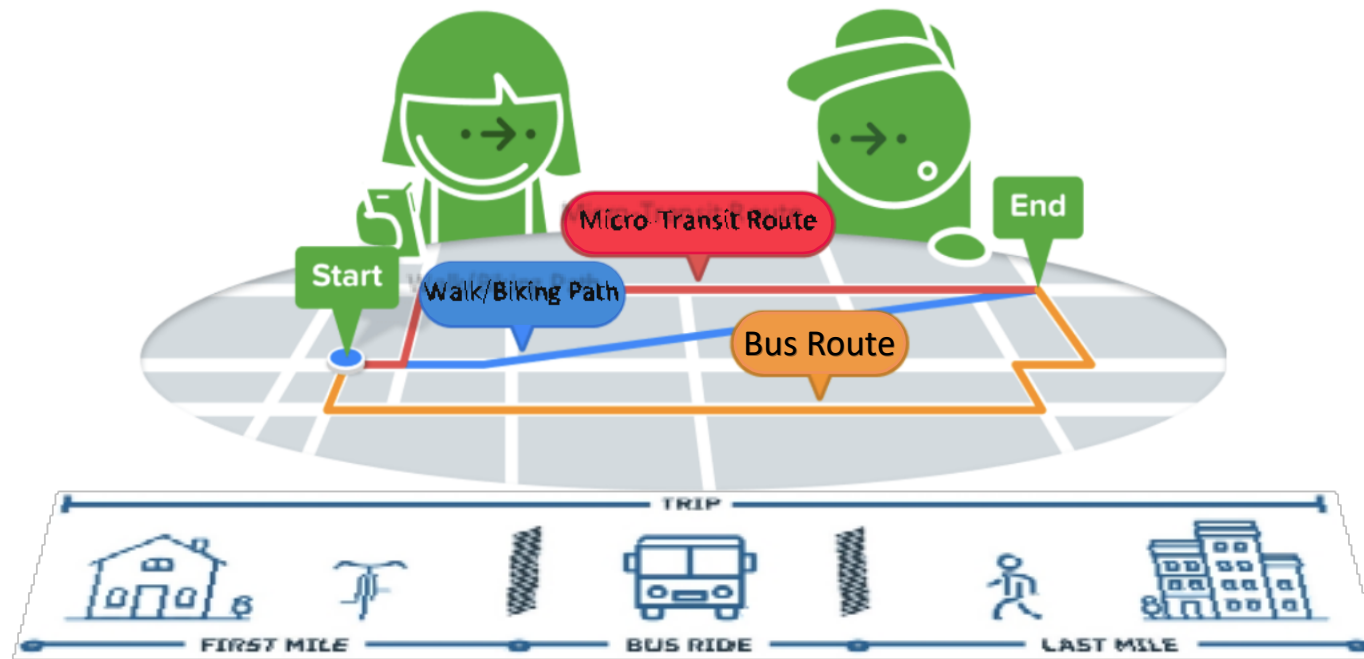 Micro-Transit Route
End
Start
Walk/Biking Path
Bus Route
TRIP
FIRST MILE
BUS RIDE
LAST MILE